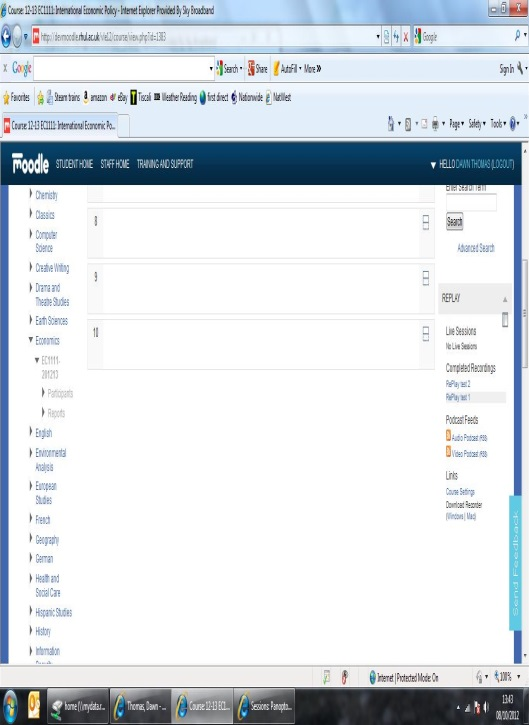 Course: 12-13 EC1111: International Economic Policy - Internet Explorer Provided By Sky Broadband
http://devmoodle.rhul.ac.uk/vle12/course/view.php?id=1383
Google
x Google
Search
Share
AutoFill
More »
Sign In
Favorites
Steam trains
amazon
eBay
Tiscali
Weather Reading
first direct
Nationwide
NatWest
Course: 12-13 EC1111: International Economic Po...
Page
Safety
Tools
moodle
STUDENT HOME
STAFF HOME
TRAINING AND SUPPORT
HELLO DAWN THOMAS (LOGOUT)
Chemistry
Classics
Computer
Science
Creative Writing
Drama and
Theatre Studies
Earth Sciences
Economics
EC1111-
201213
Participants
Reports
English
Environmental
Analysis
European
Studies
French
Geography
German
Health and
Social Care
Hispanic Studies
History
Information
8
9
10
Enter Search Term
Search
Advanced Search
REPLAY
Live Sessions
No Live Sessions
Completed Recordings
RePlay test 2
RePlay test 1
Podcast Feeds
Audio Podcast RSS
Video Podcast RSS
Links
Course Settings
Download Recorder
(Windows | Mac)
Send Feedback
Internet | Protected Mode: On
100%
home (\\mydata.r...
Thomas, Dawn - ...
Course: 12-13 EC1...
Sessions: Panopto...
13:43
08/10/2012